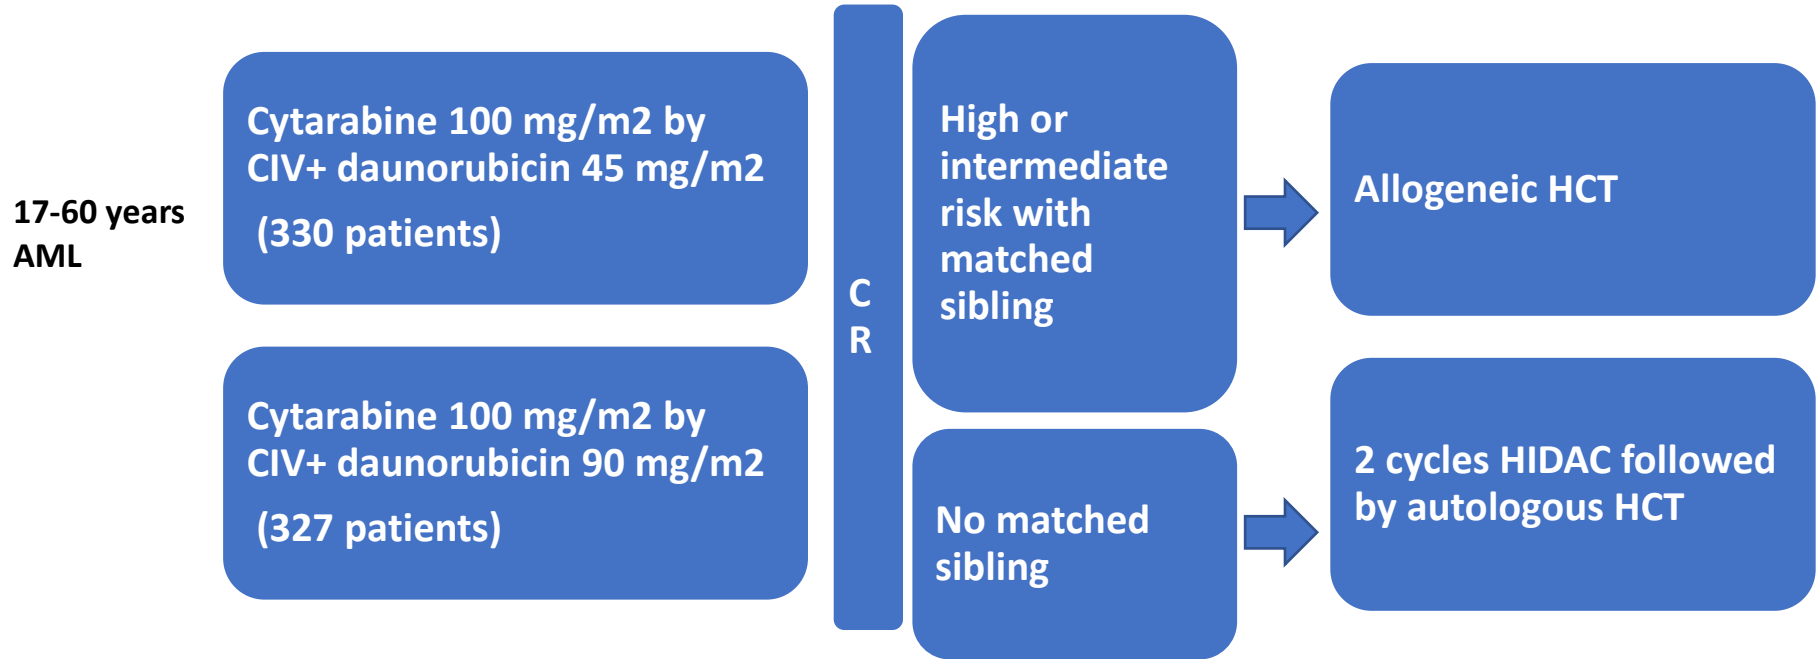 17-60 years
AML
Cytarabine 100 mg/m2 by
CIV+ daunorubicin 45 mg/m2
(330 patients)
Cytarabine 100 mg/m2 by
CIV+ daunorubicin 90 mg/m2
(327 patients)
C
R
High or
intermediate
risk with
matched
sibling
Allogeneic HCT
No matched
sibling
2 cycles HIDAC followed
by autologous HCT